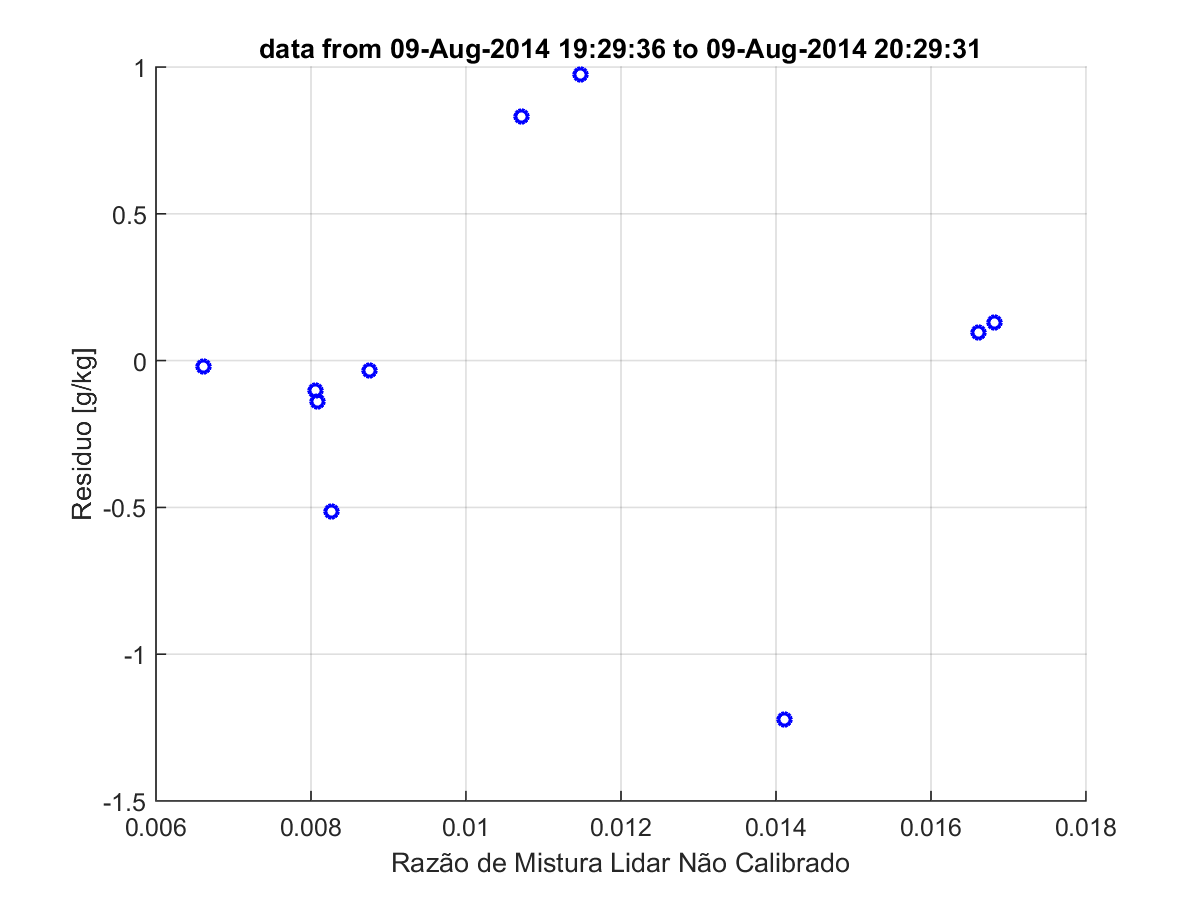 data from 09-Aug-2014 19:29:36 to 09-Aug-2014 20:29:31
1
0.5
0
-0.5
-1
-1.5
Residuo [g/kg]
0.006 0.008 0.01 0.012 0.014 0.016 0.018
Razão de Mistura Lidar Não Calibrado